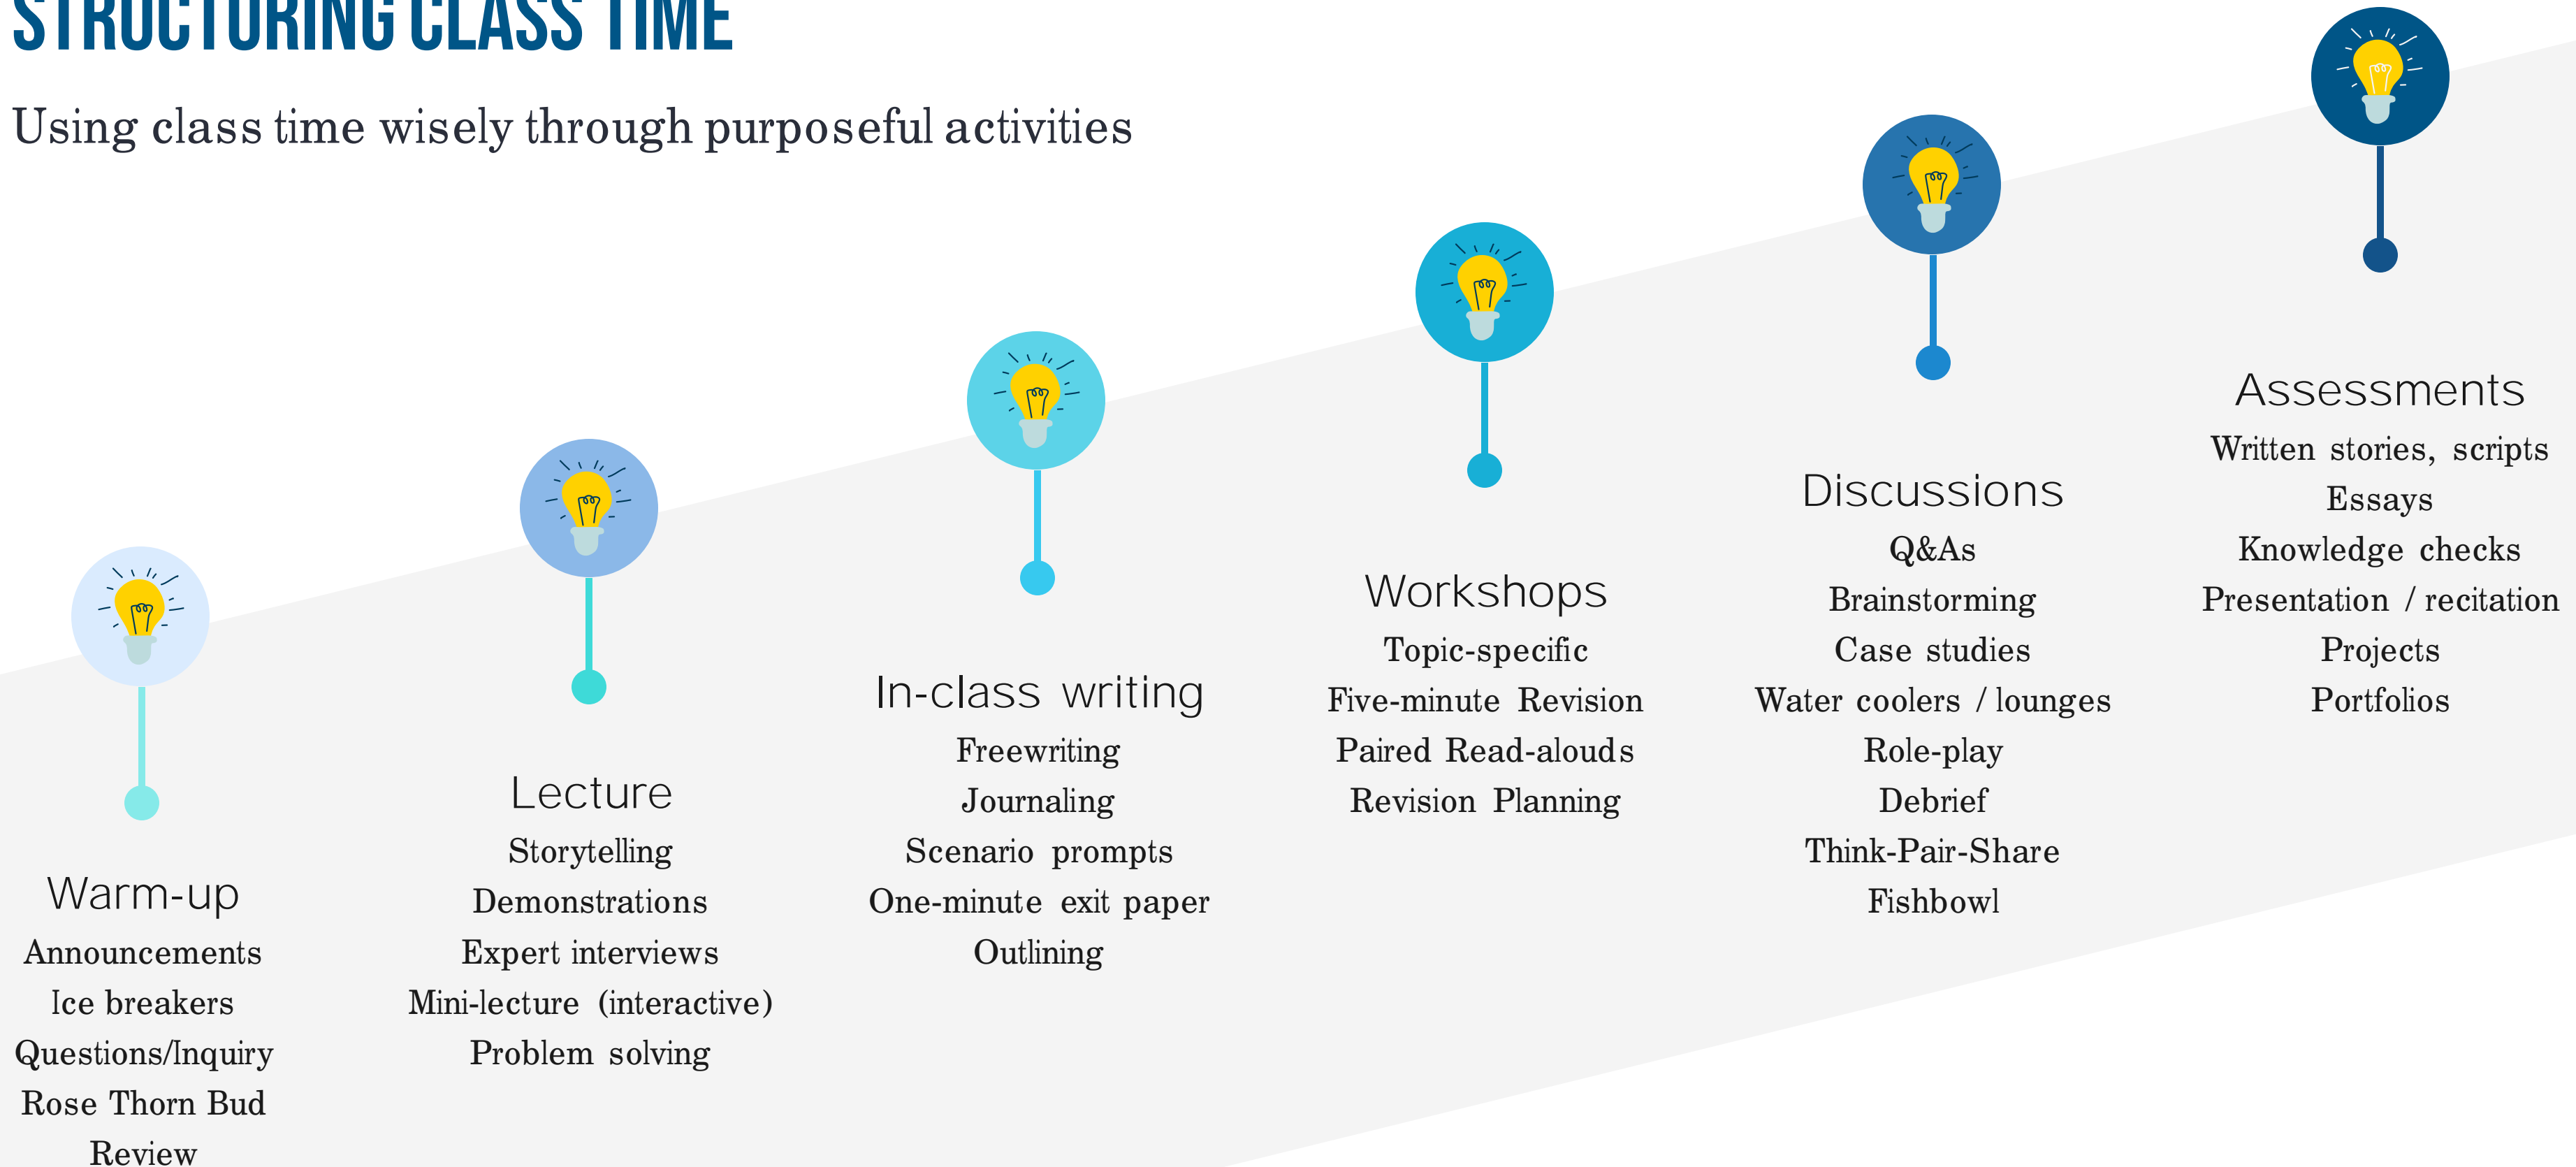 STRUCTURING CLASS TIME
Using class time wisely through purposeful activities
Warm-up
Announcements
Ice breakers
Questions/Inquiry
Rose Thorn Bud
Review
Lecture
Storytelling
Demonstrations
Expert interviews
Mini-lecture (interactive)
Problem solving
In-class writing
Freewriting
Journaling
Scenario prompts
One-minute exit paper
Outlining
Workshops
Topic-specific
Five-minute Revision
Paired Read-alouds
Revision Planning
Discussions
Q&As
Brainstorming
Case studies
Water coolers / lounges
Role-play
Debrief
Think-Pair-Share
Fishbowl
Assessments
Written stories, scripts
Essays
Knowledge checks
Presentation / recitation
Projects
Portfolios